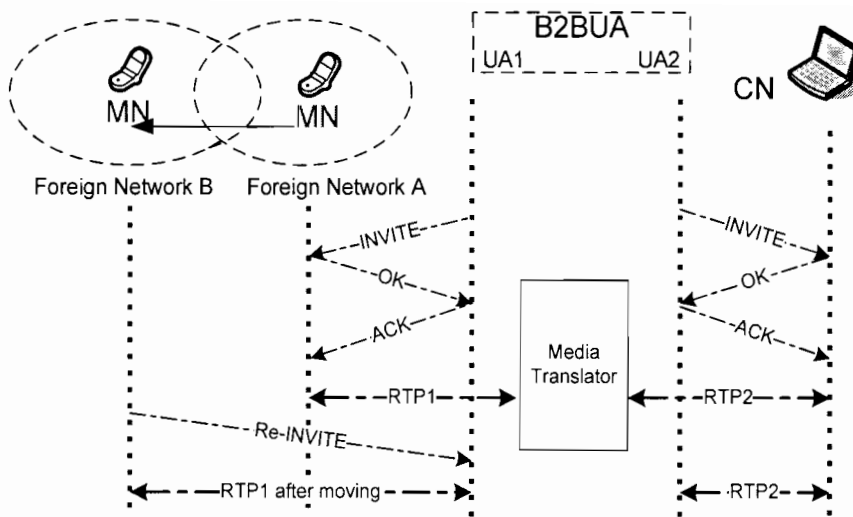 B2BUA
UA1 UA2
CN
MN MN
Foreign Network B Foreign Network A
INVITE INVITE
OK OK
ACK ACK
Media
Translator
RTP1 RTP2
Re-INVITE
RTP1 after moving RTP2